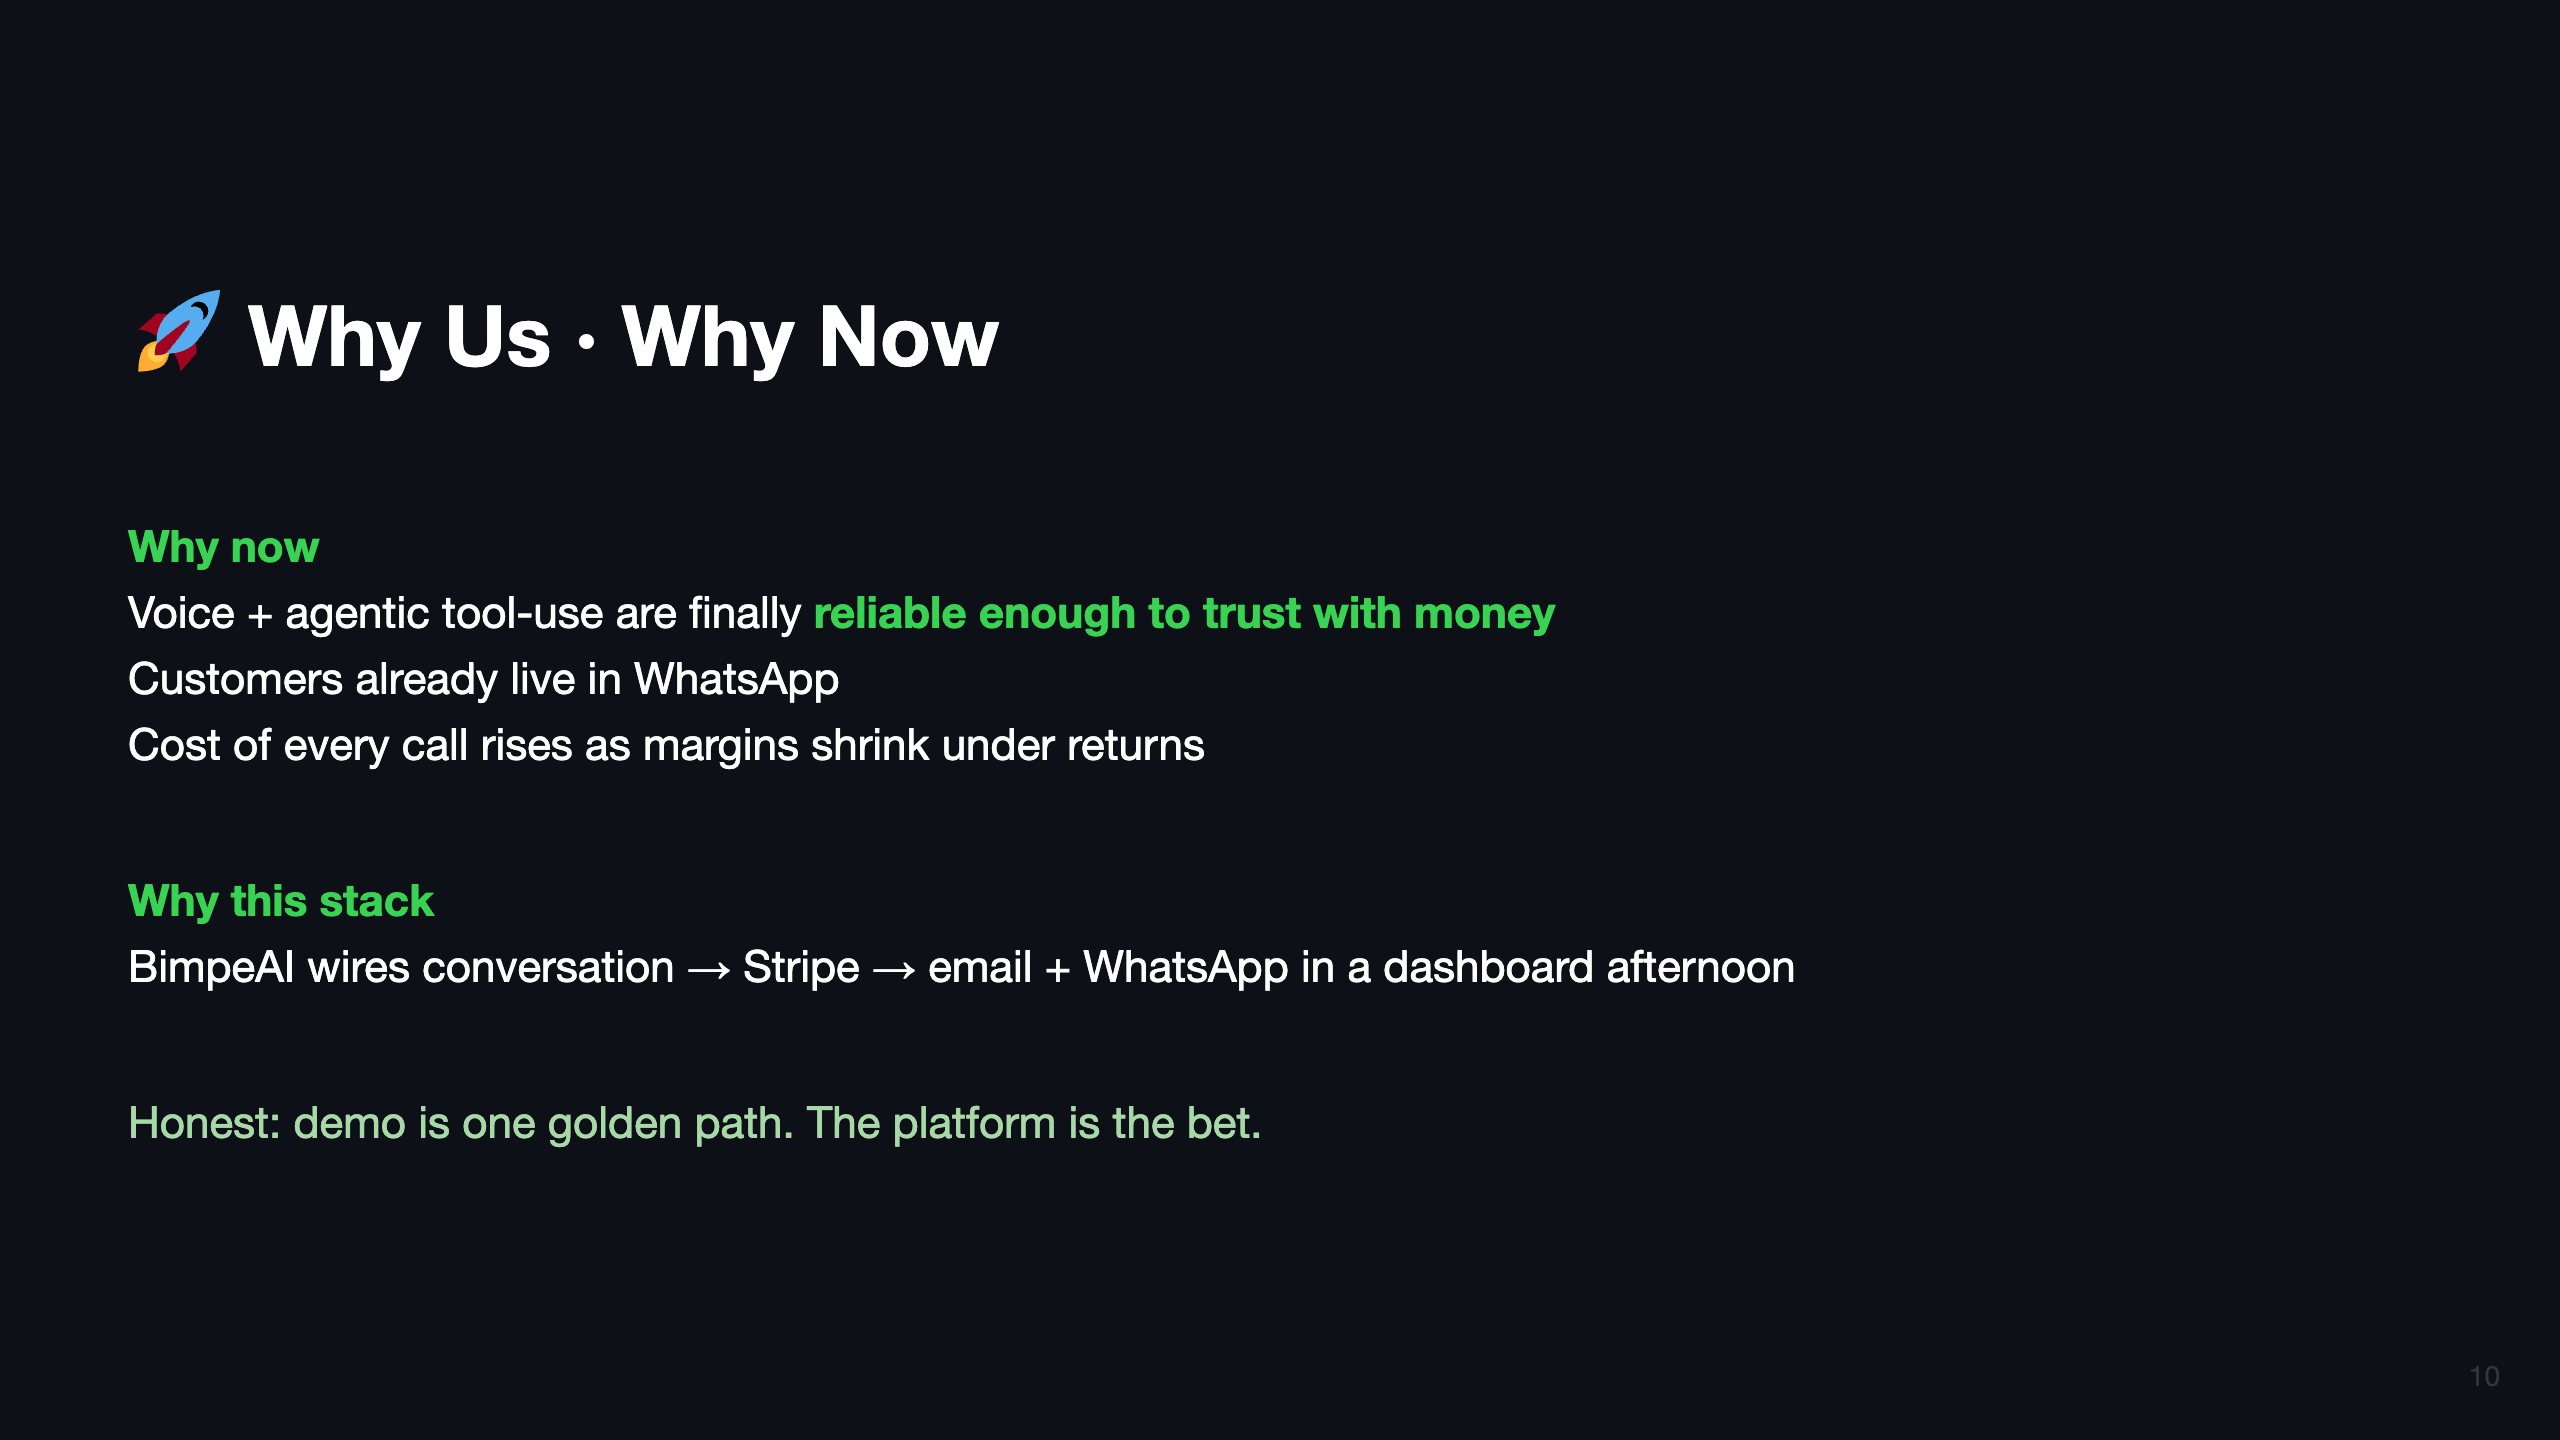 🚀 Why Us · Why Now
Why now
Voice + agentic tool-use are finally reliable enough to trust with money
Customers already live in WhatsApp
Cost of every call rises as margins shrink under returns
Why this stack
BimpeAI wires conversation → Stripe → email + WhatsApp in a dashboard afternoon
Honest: demo is one golden path. The platform is the bet.
10